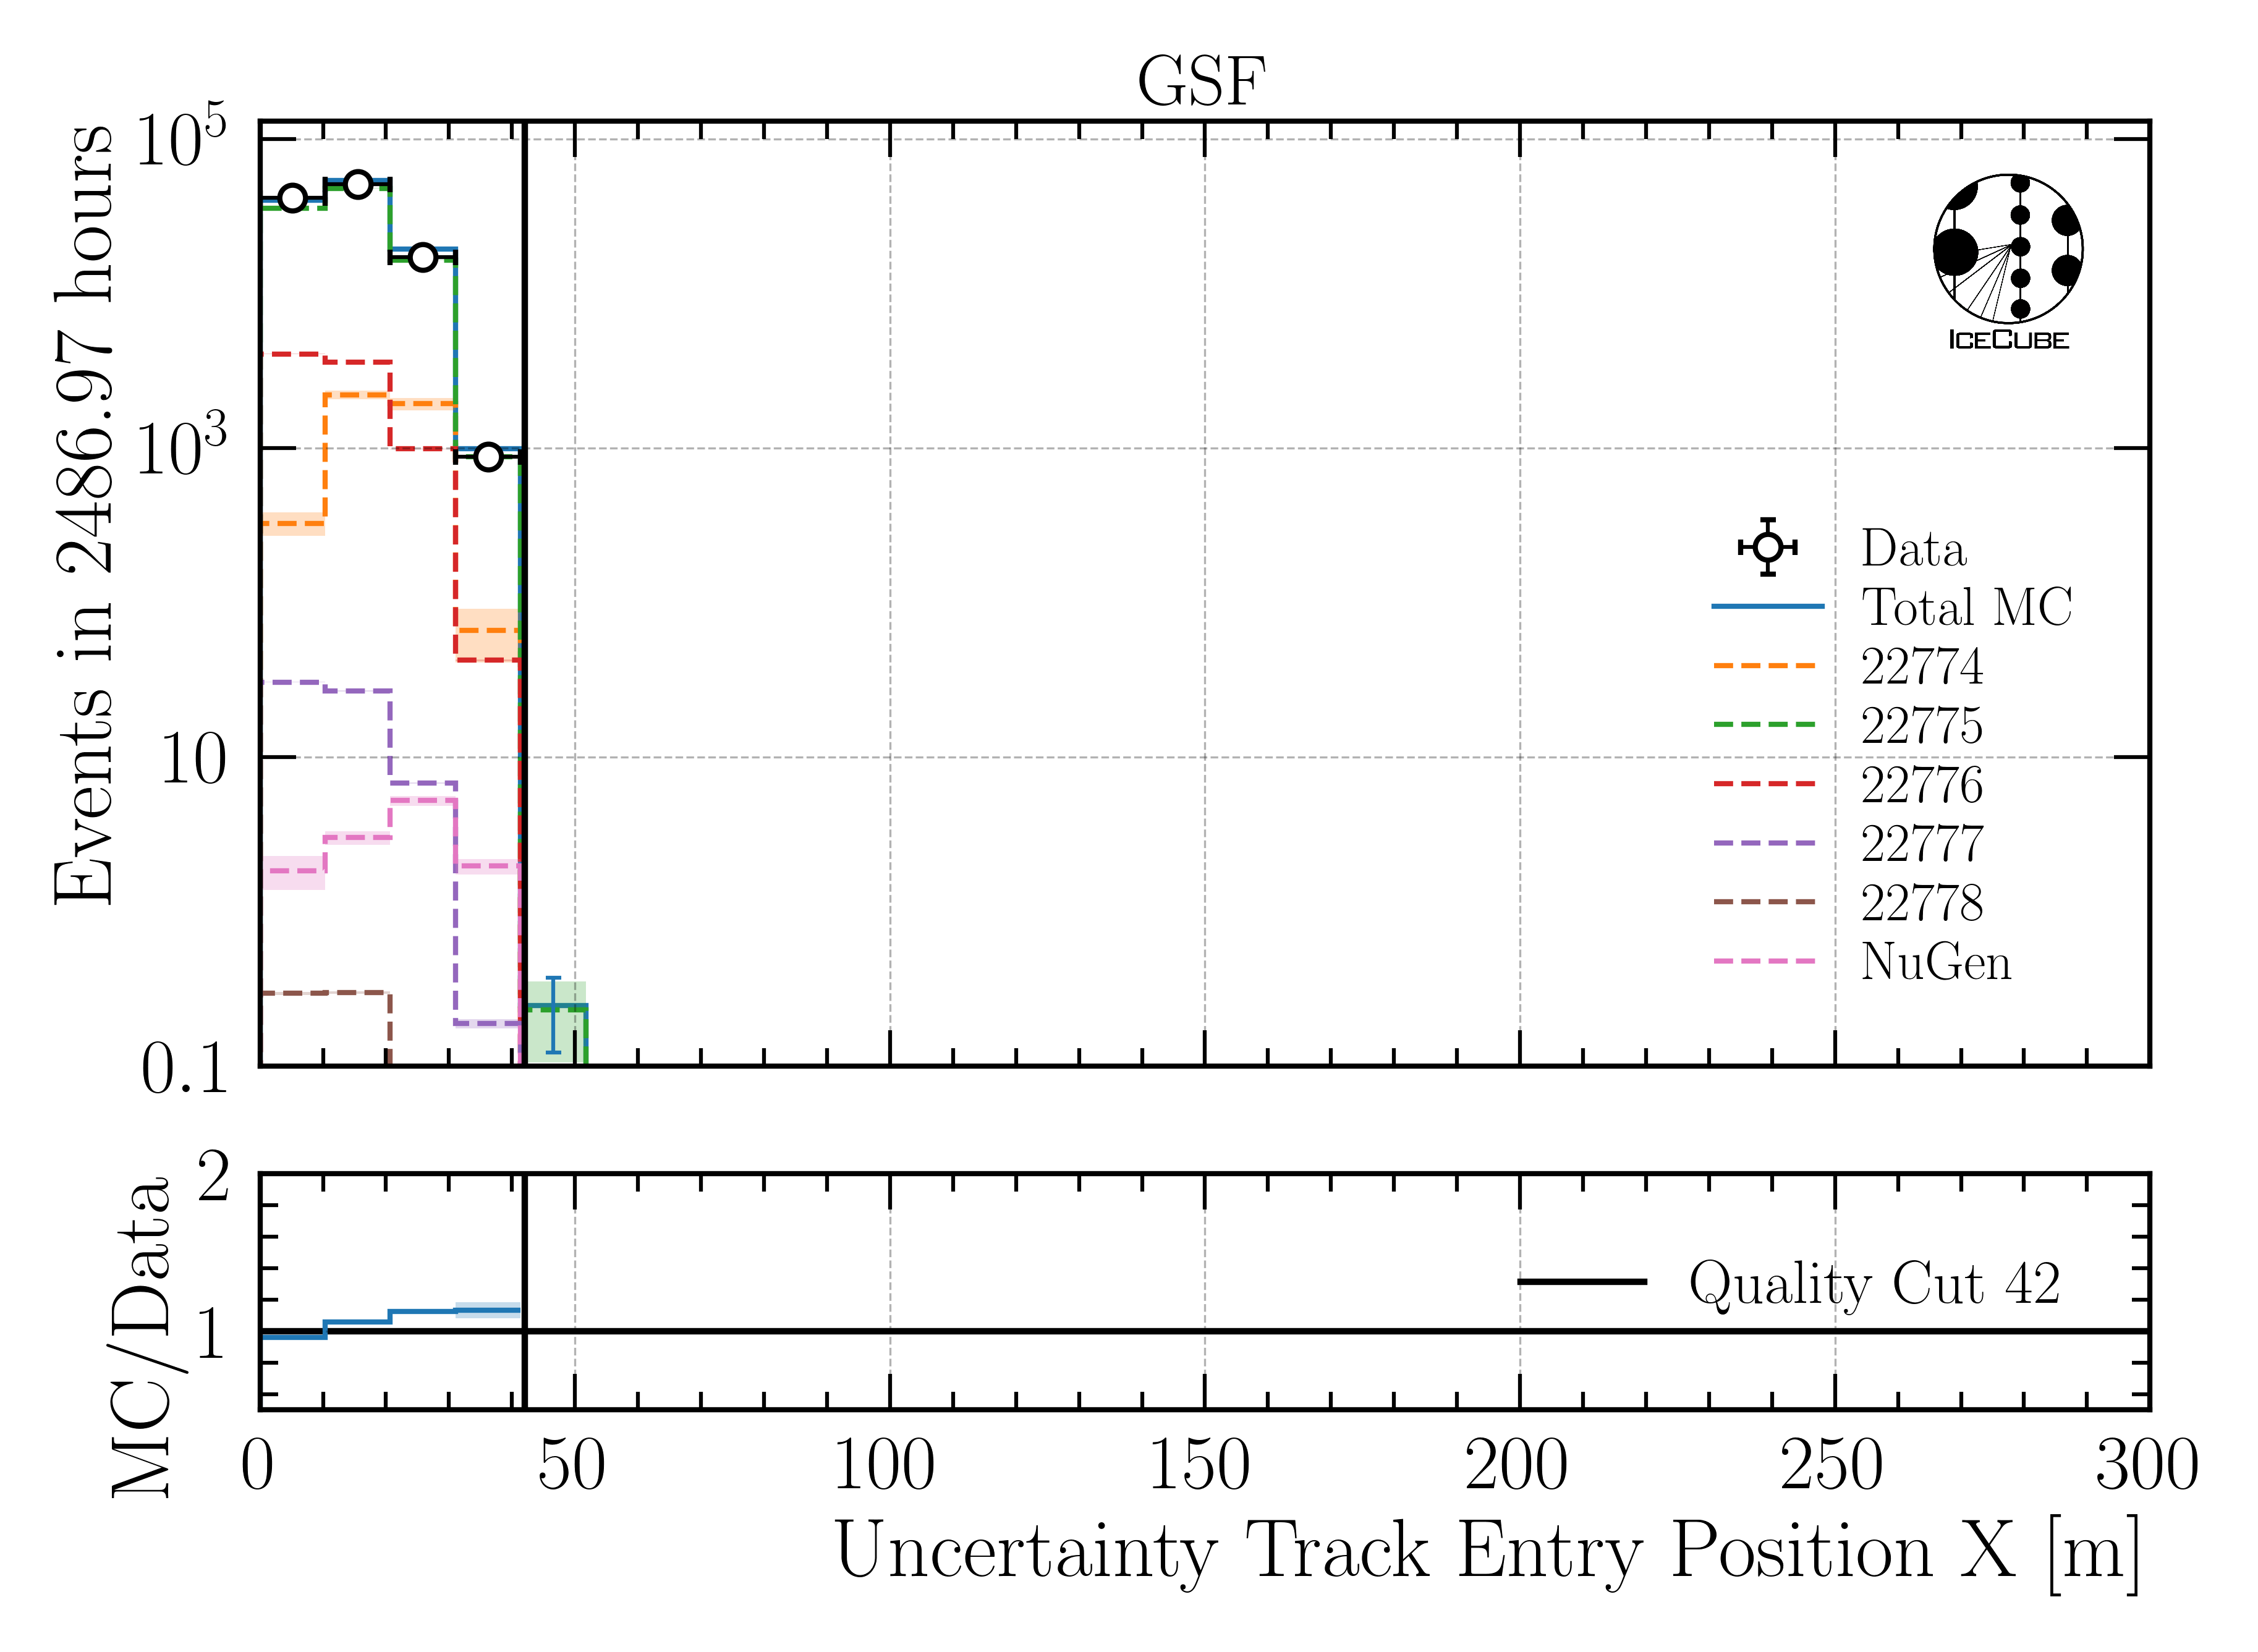 GSF
10^5
10^3
10
0.1
Events in 2486.97 hours
ICECUBE
Data
Total MC
22774
22775
22776
22777
22778
NuGen
2
1
MC/Data
Quality Cut 42
0 50 100 150 200 250 300
Uncertainty Track Entry Position X [m]